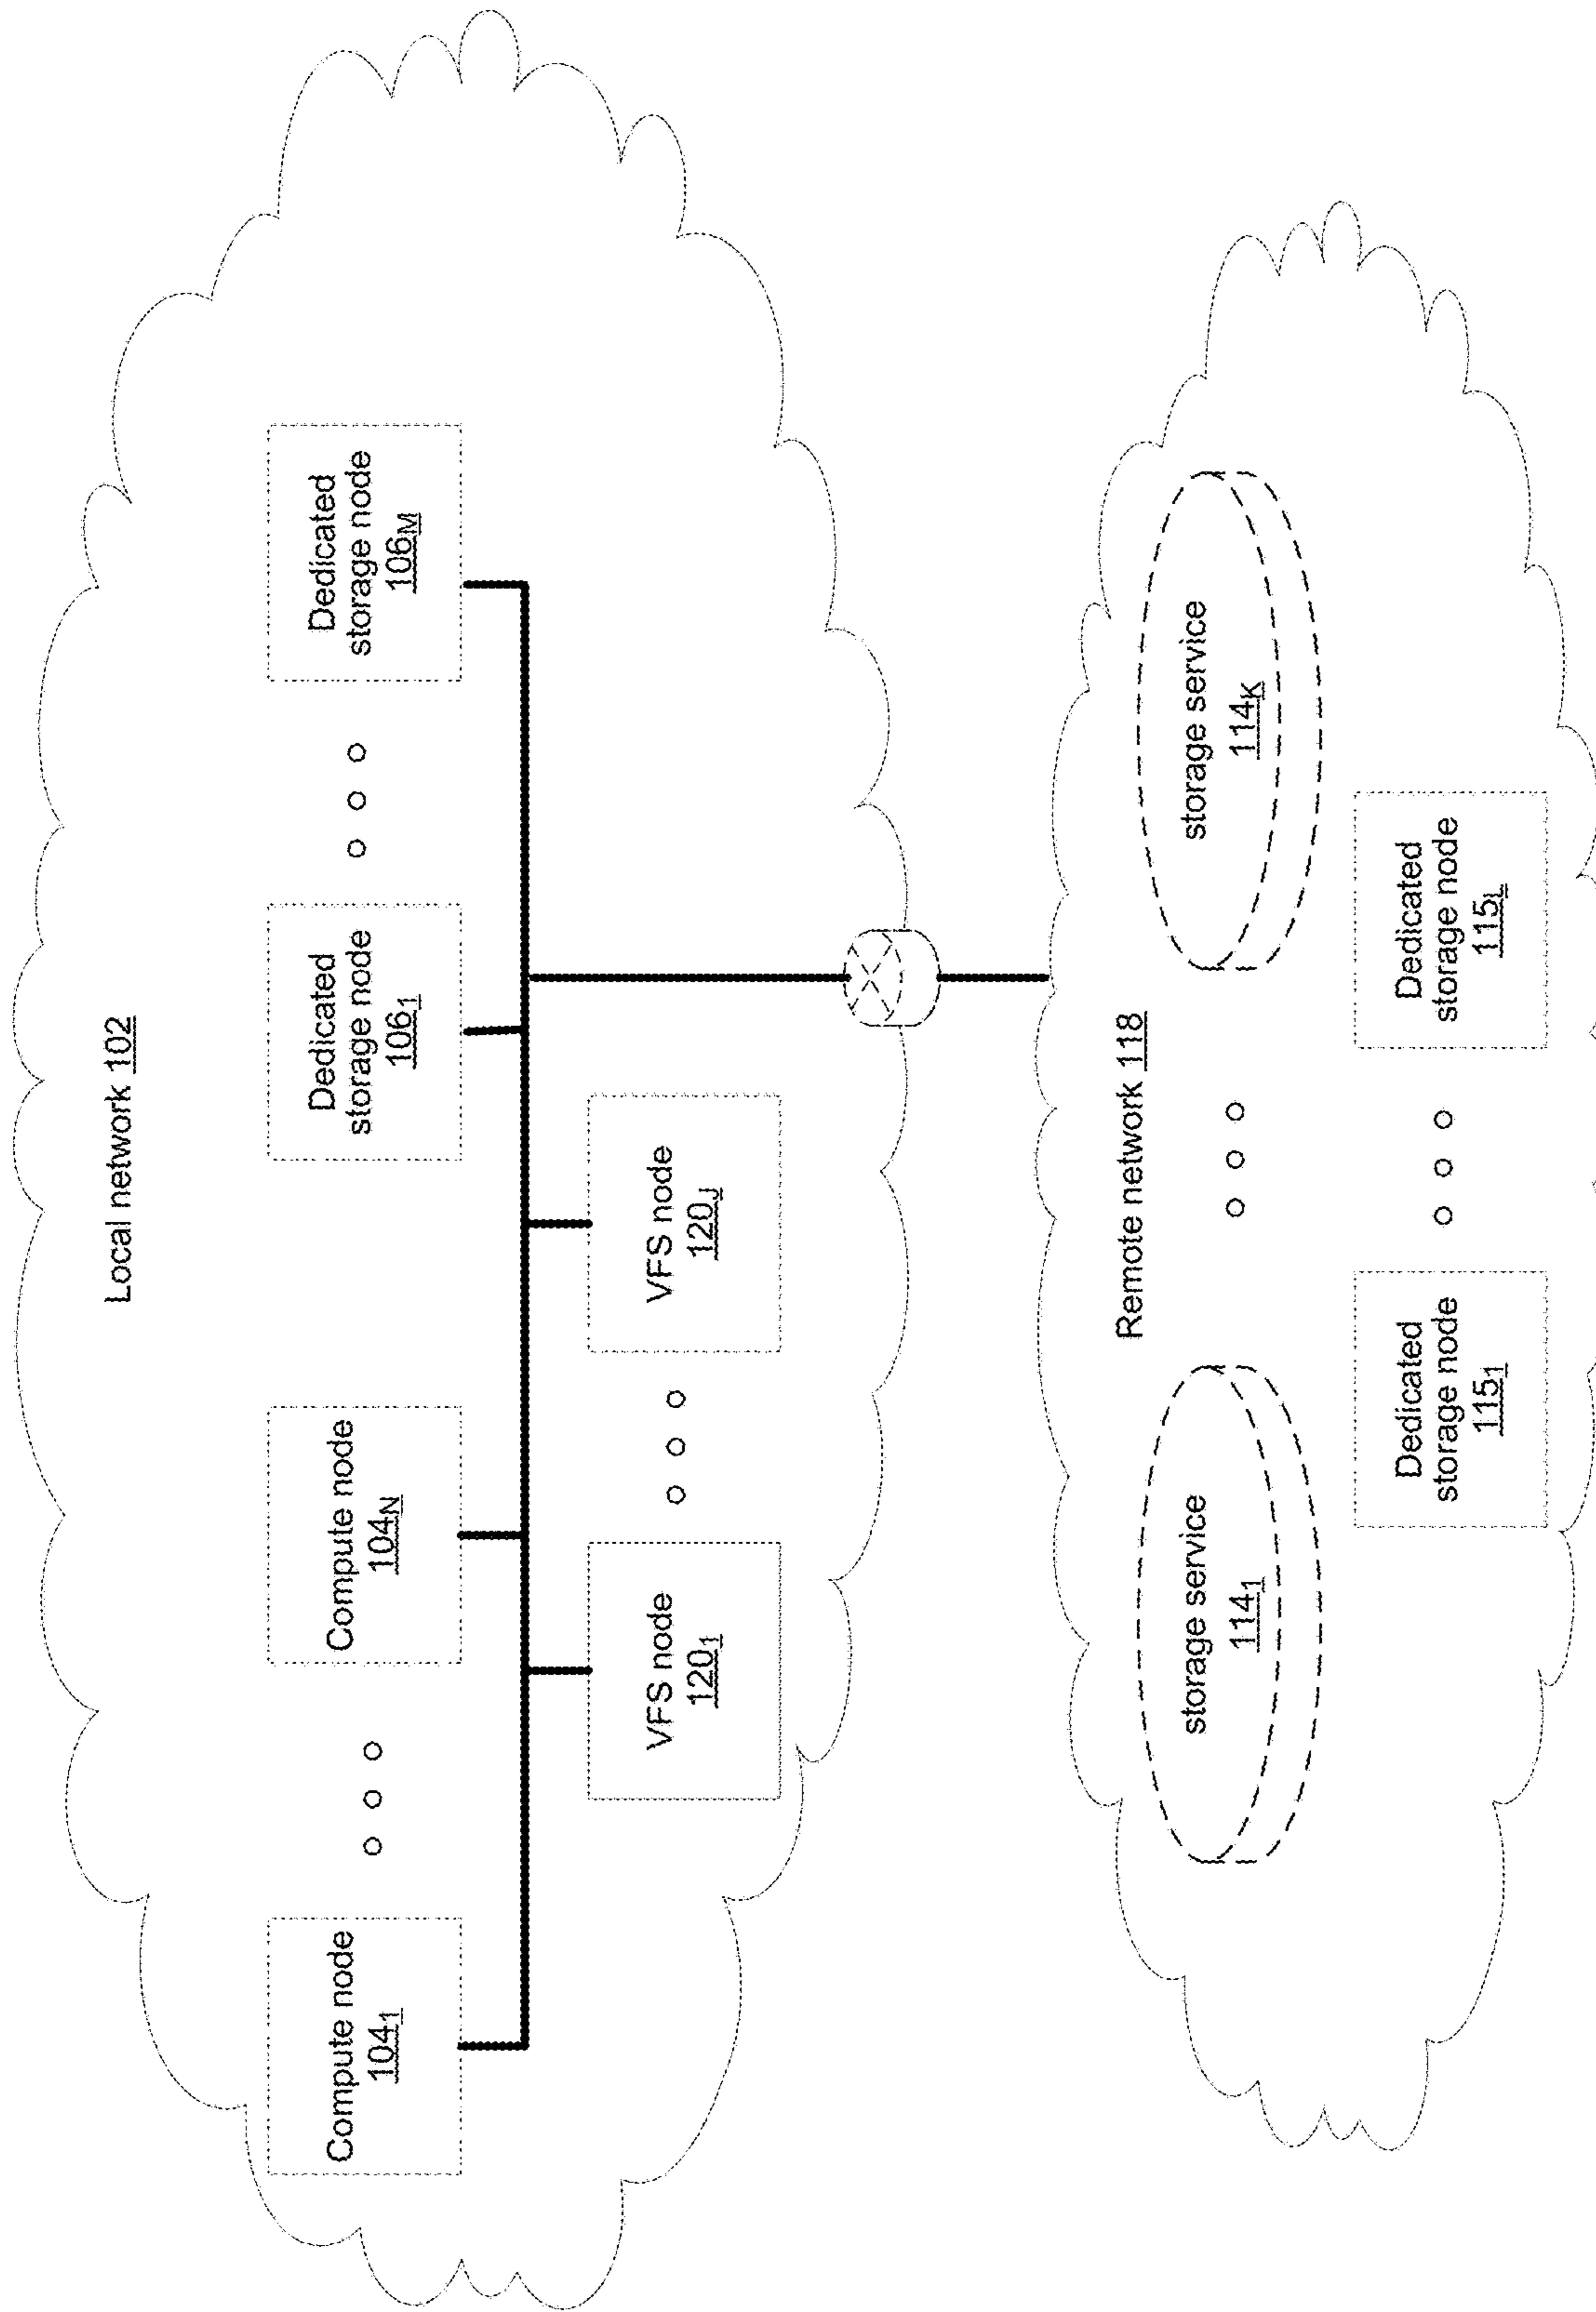 Local network 102
Compute node
104₁
Compute node
104N
Dedicated
storage node
106₁
Dedicated
storage node
106M
VFS node
120₁
VFS node
120J
Remote network 118
storage service
114₁
storage service
114K
Dedicated
storage node
115₁
Dedicated
storage node
115L